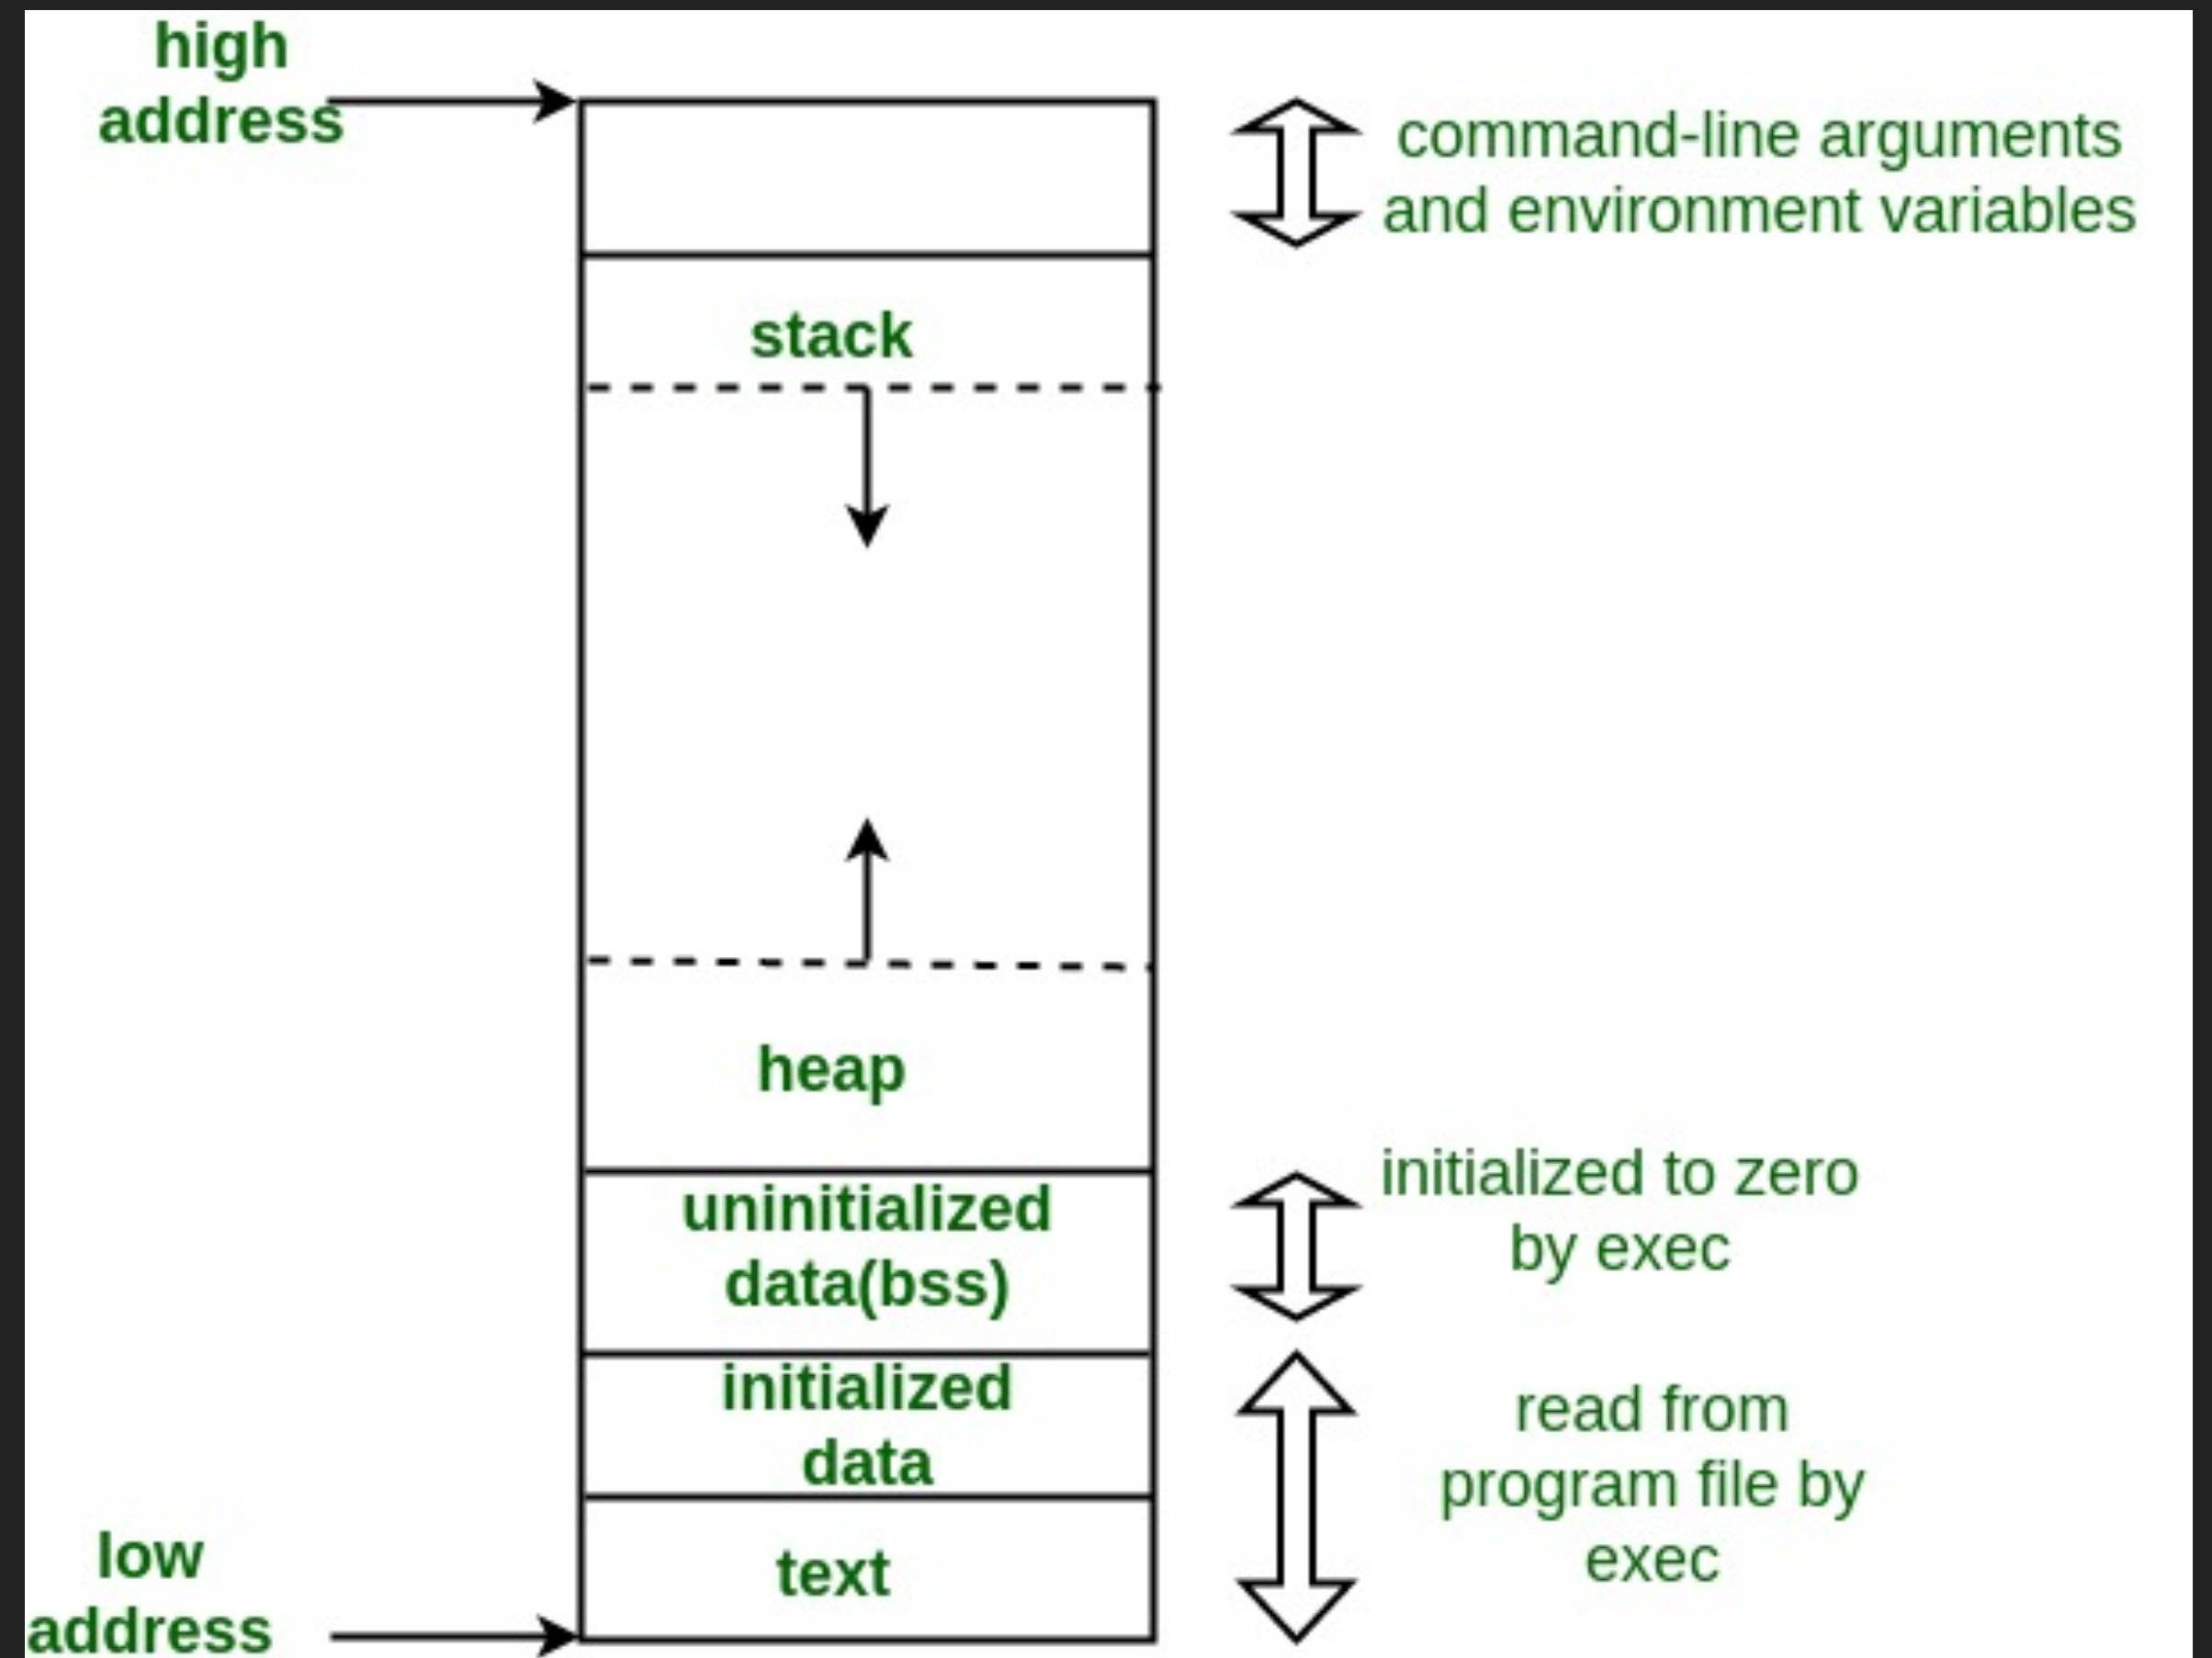 high
address
command-line arguments
and environment variables
stack
heap
uninitialized
data(bss)
initialized to zero
by exec
initialized
data
read from
program file by
exec
text
low
address